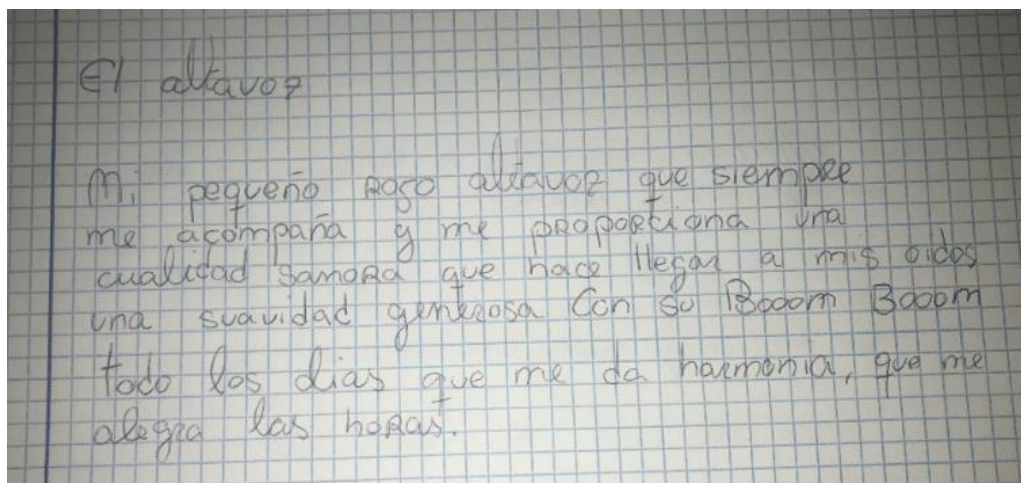 El altavoz
Mi pequeño rojo altavoz que siempre
me acompaña y me proporciona una
cualidad sonora que hace llegar a mis oidos
una suavidad generosa Con su Booom Booom
todo los dias que me da harmonia, que me
alegra las horas.